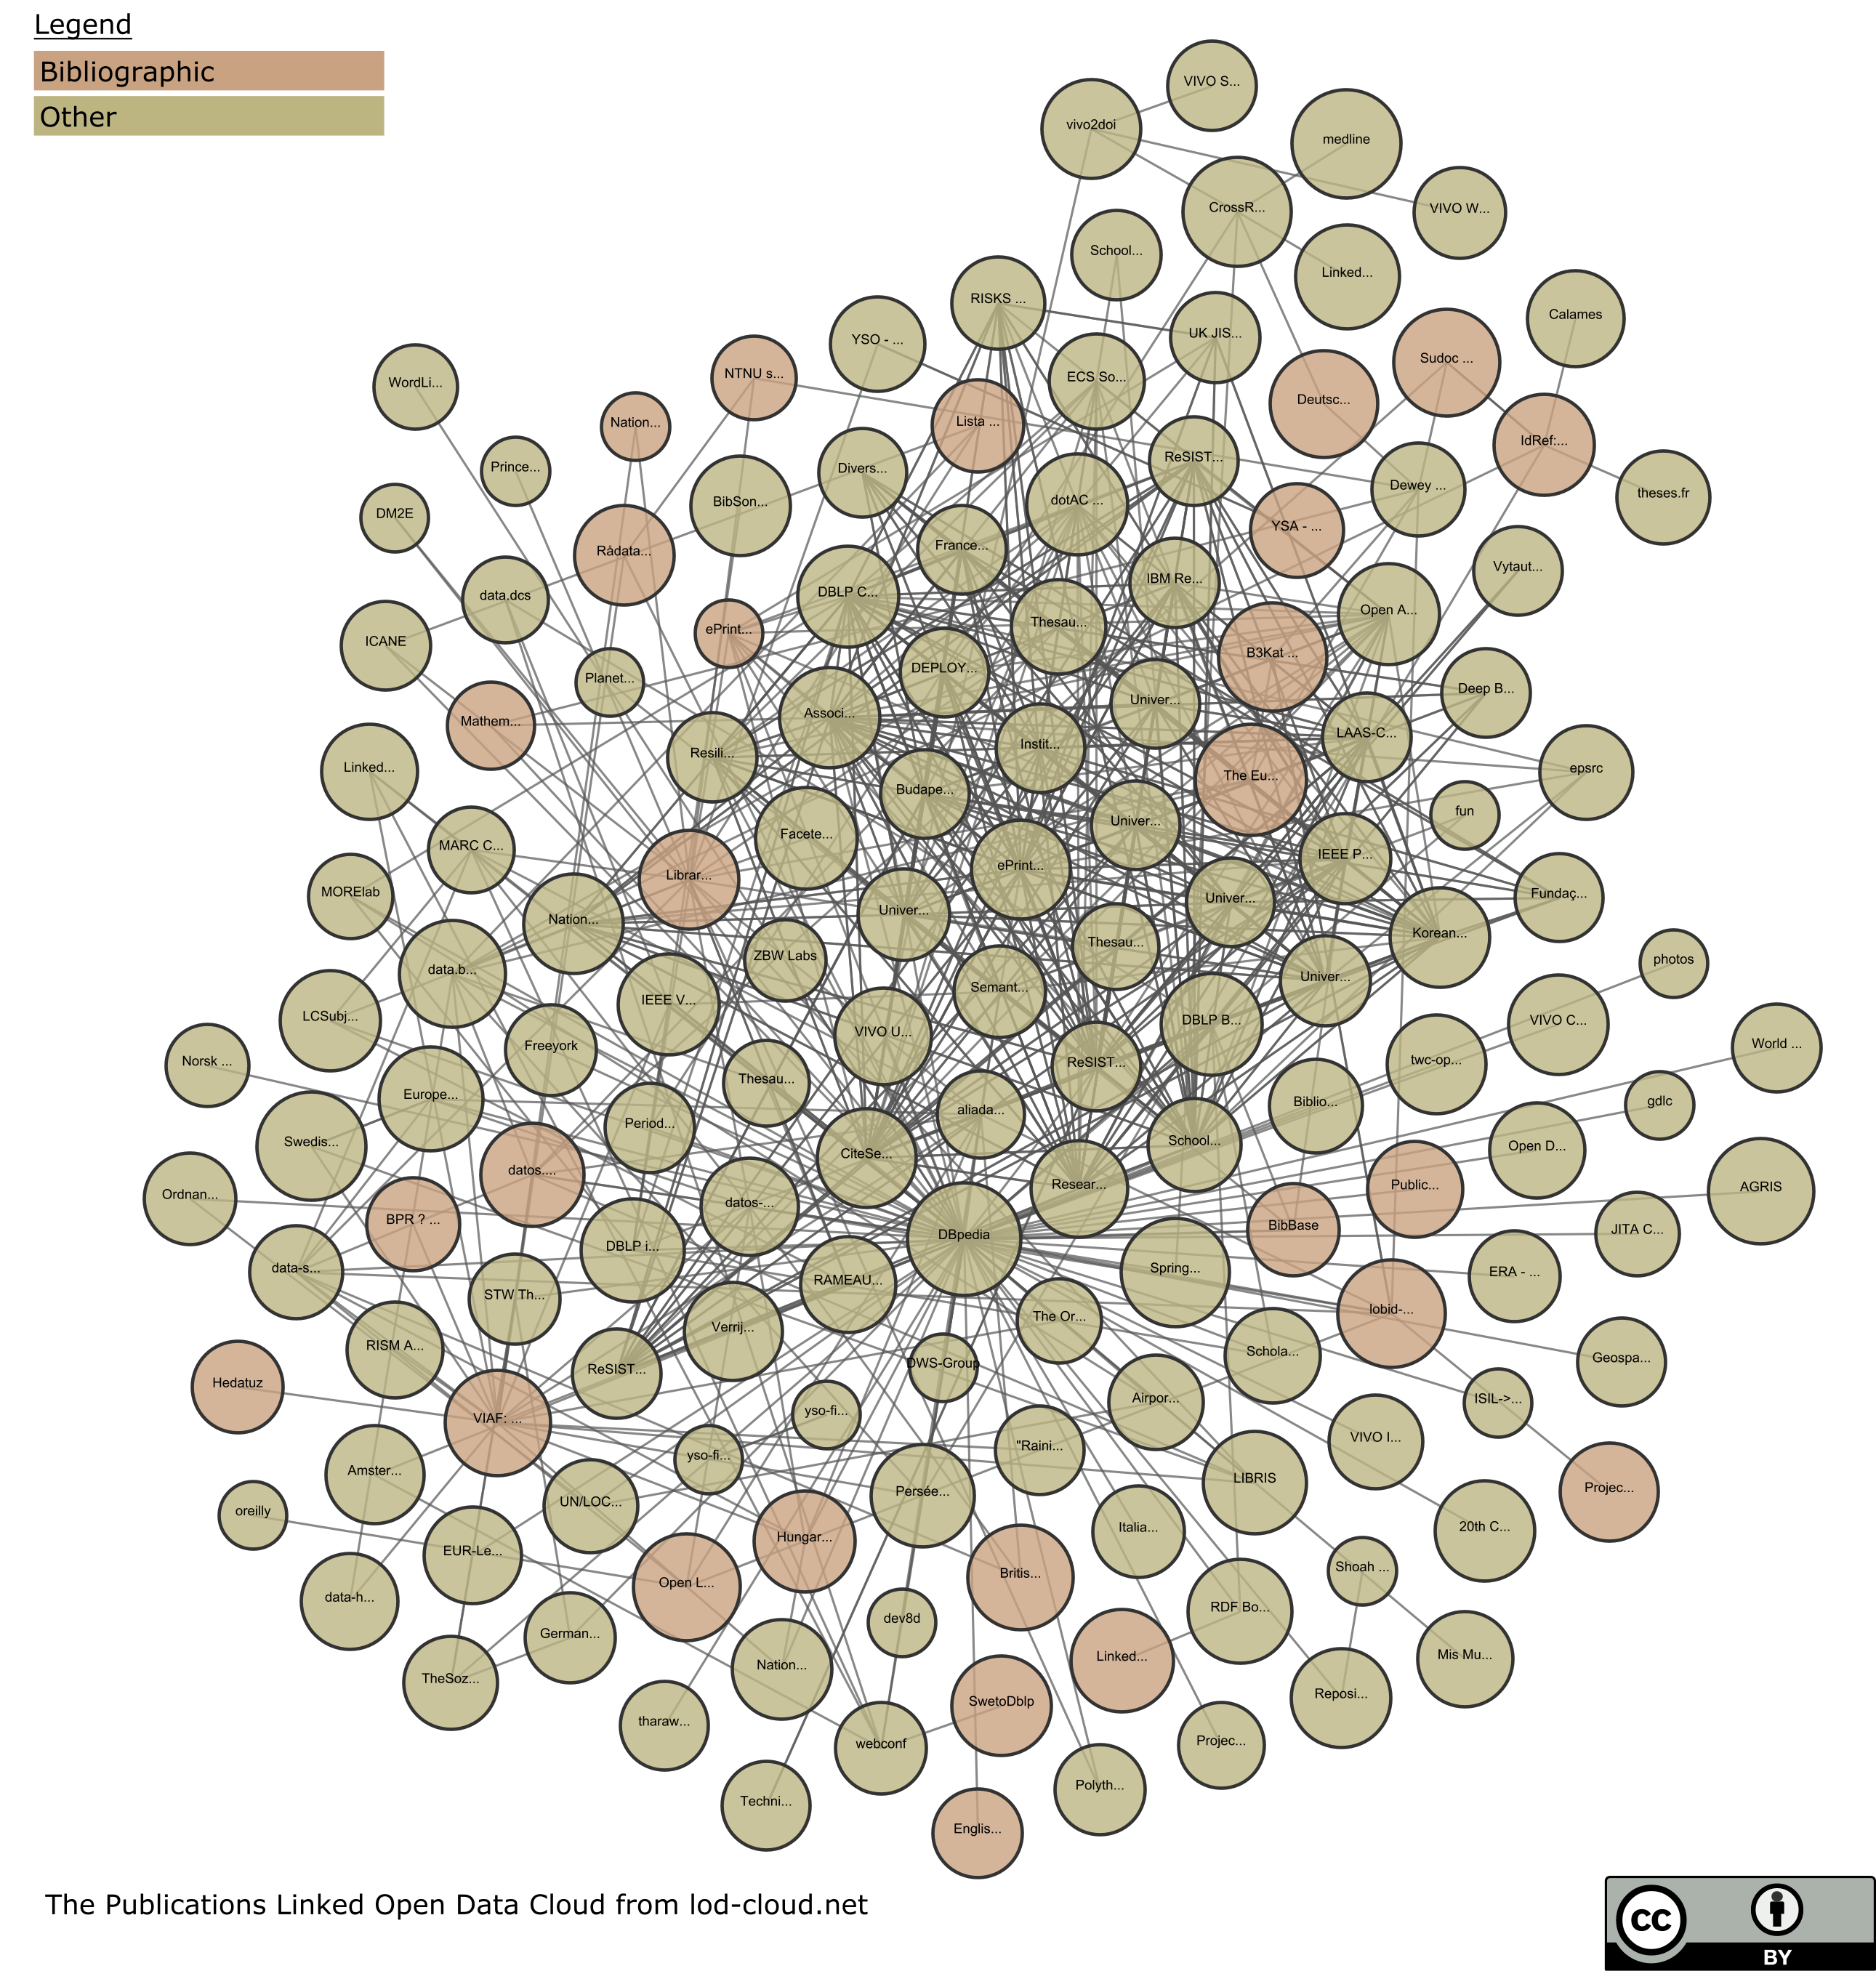 Legend
Bibliographic
Other
VIVO S...
vivo2doi
medline
CrossR...
VIVO W...
School...
Linked...
RISKS ...
Calames
UK JIS...
YSO - ...
Sudoc ...
NTNU s...
ECS So...
WordLi...
Deutsc...
Lista ...
Nation...
IdRef:...
ReSIST...
Prince...
Divers...
Dewey ...
theses.fr
BibSon...
dotAC ...
DM2E
YSA - ...
Rådata...
France...
Vytaut...
IBM Re...
data.dcs
DBLP C...
Open A...
Thesau...
ePrint...
ICANE
B3Kat ...
DEPLOY...
Planet...
Deep B...
Univer...
Associ...
Mathem...
LAAS-C...
Instit...
Resili...
Linked...
epsrc
The Eu...
Budape...
fun
Univer...
Facete...
MARC C...
IEEE P...
ePrint...
Librar...
MORElab
Fundaç...
Univer...
Univer...
Nation...
Korean...
Thesau...
ZBW Labs
photos
data.b...
Univer...
Semant...
IEEE V...
LCSubj...
VIVO C...
DBLP B...
VIVO U...
Freeyork
World ...
Norsk ...
twc-op...
ReSIST...
Thesau...
Europe...
gdlc
Biblio...
aliada...
Period...
Swedis...
School...
Open D...
CiteSe...
datos....
Resear...
Public...
AGRIS
Ordnan...
datos-...
BPR ? ...
BibBase
JITA C...
DBpedia
DBLP i...
data-s...
Spring...
ERA - ...
RAMEAU...
STW Th...
lobid-...
The Or...
Verrij...
RISM A...
Schola...
Geospa...
DWS-Group
ReSIST...
Hedatuz
Airpor...
ISIL->...
yso-fi...
VIAF: ...
VIVO I...
"Raini...
yso-fi...
Amster...
LIBRIS
Projec...
Persée...
UN/LOC...
oreilly
20th C...
Italia...
Hungar...
EUR-Le...
Shoah ...
Britis...
Open L...
data-h...
RDF Bo...
dev8d
German...
Mis Mu...
Linked...
Nation...
TheSoz...
Reposi...
SwetoDblp
tharaw...
Projec...
webconf
Polyth...
Techni...
Englis...
The Publications Linked Open Data Cloud from lod-cloud.net
cc
BY